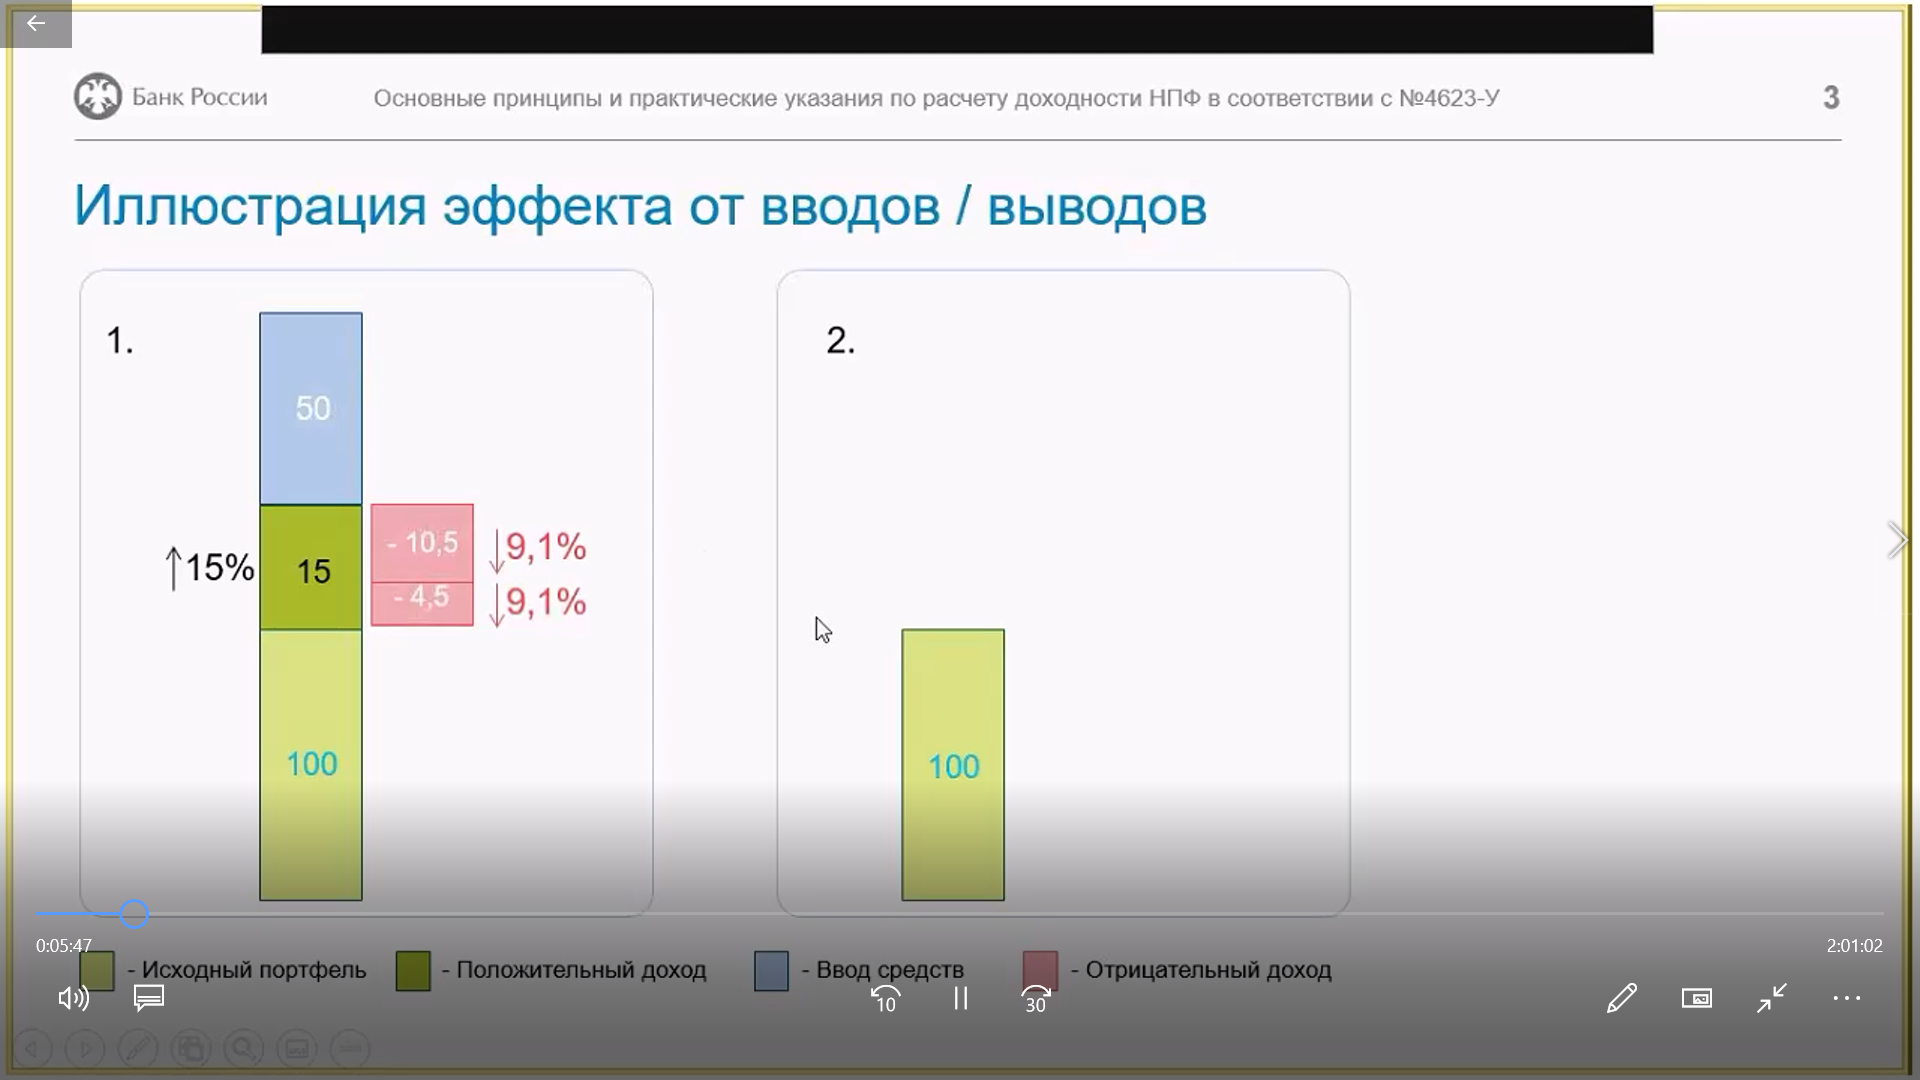 Банк России
Основные принципы и практические указания по расчету доходности НПФ в соответствии с №4623-У
3
Иллюстрация эффекта от вводов / выводов
1.
50
15%
15
- 10,5
9,1%
- 4,5
9,1%
100
2.
100
0:05:47
2:01:02
- Исходный портфель
- Положительный доход
- Ввод средств
- Отрицательный доход
10
30